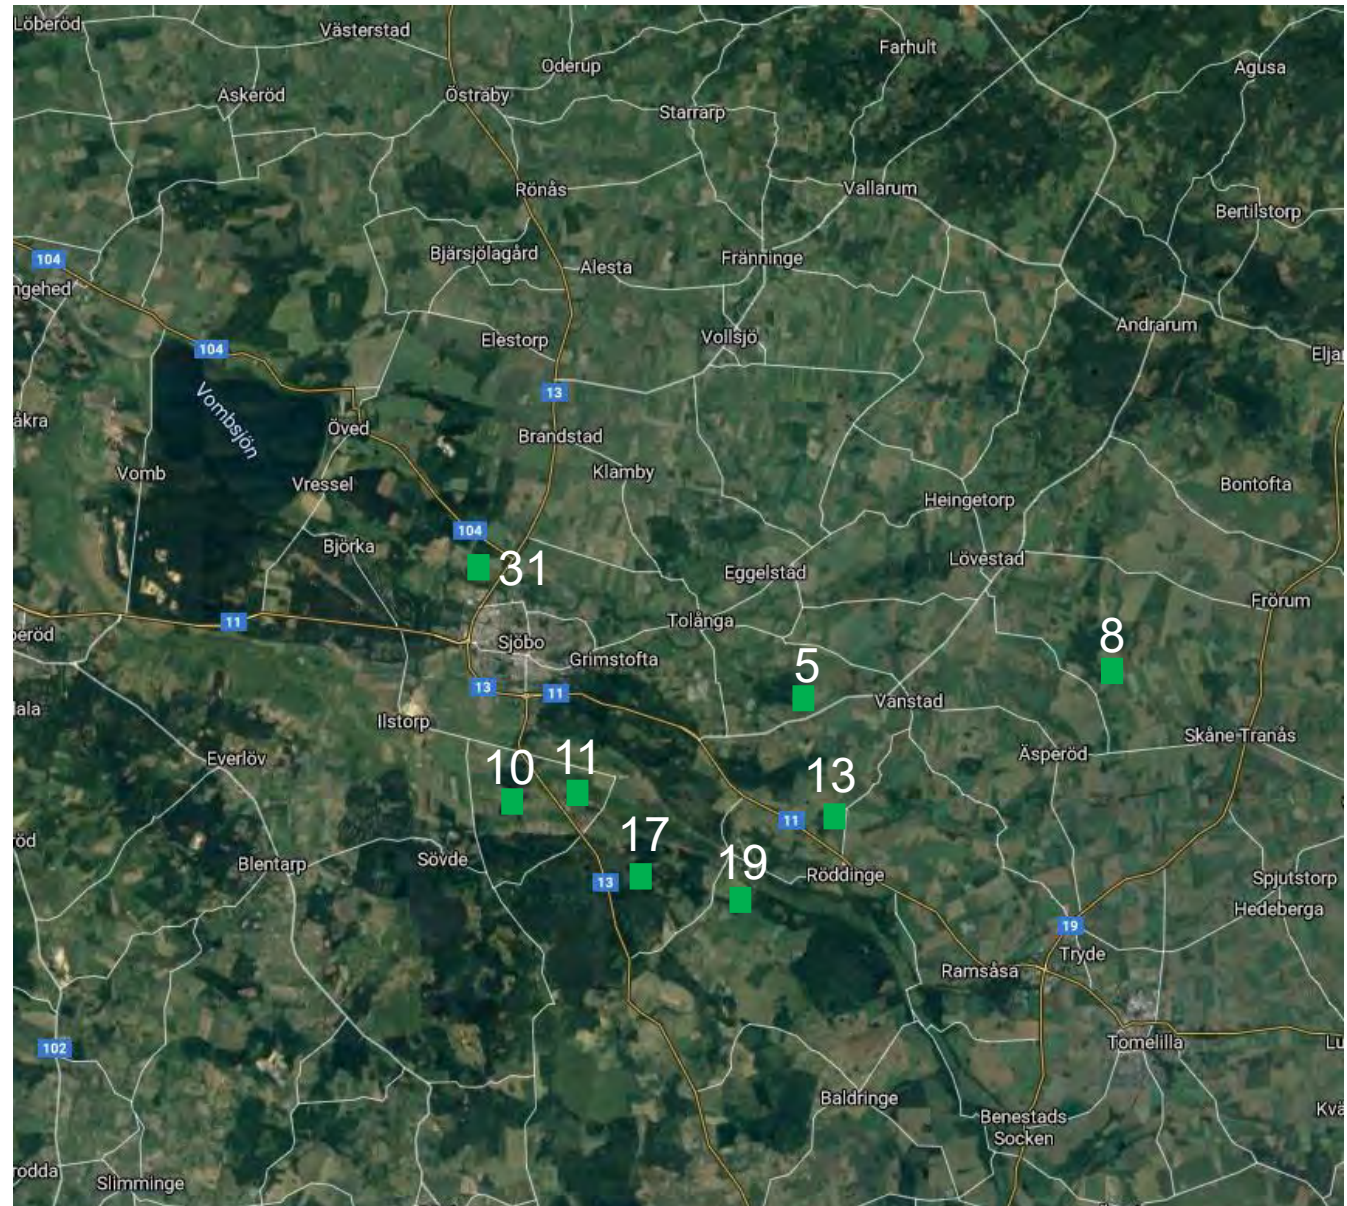 Löberöd
Västerstad
Farhult
Oderup
Agusa
Askeröd
Östraby
Starrarp
Rönås
Vallarum
Bertilstorp
Bjärsjölagård
104
Alesta
Fränninge
ngehed
Andrarum
Elestorp
Vollsjö
104
Eljar
13
Vombsjön
åkra
Öved
Brandstad
Vomb
Klamby
Vressel
Bontofta
Heingetorp
104
Björka
Lövestad
31
Eggelstad
Frörum
11
Tolånga
eröd
Sjöbo
8
Grimstofta
5
13
11
Vanstad
ala
Ilstorp
Skåne Tranås
Everlöv
Äsperöd
10
11
13
11
röd
17
Sövde
Blentarp
19
Röddinge
13
Spjutstorp
Hedeberga
19
Tryde
Ramsåsa
102
Tomelilla
Lu
Baldringe
Kvä
Benestads
Socken
rodda
Slimminge